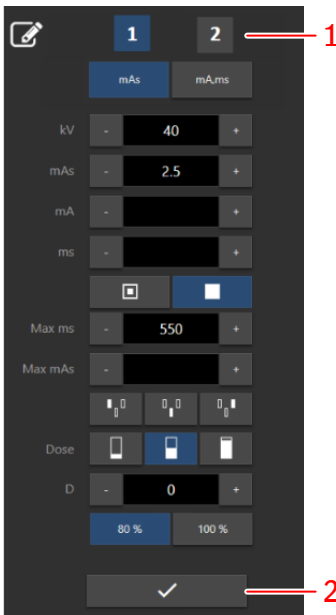 1 2 1
mAs mA,ms
kV - 40 +
mAs - 2.5 +
mA - +
ms - +
Max ms - 550 +
Max mAs - +
Dose
D - 0 +
80 % 100 %
2